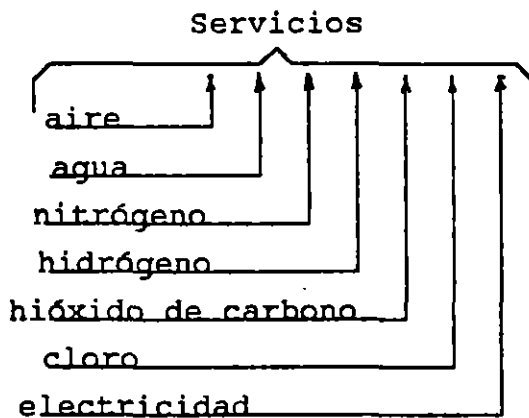 Servicios
aire
agua
nitrógeno
hidrógeno
hióxido de carbono
cloro
electricidad